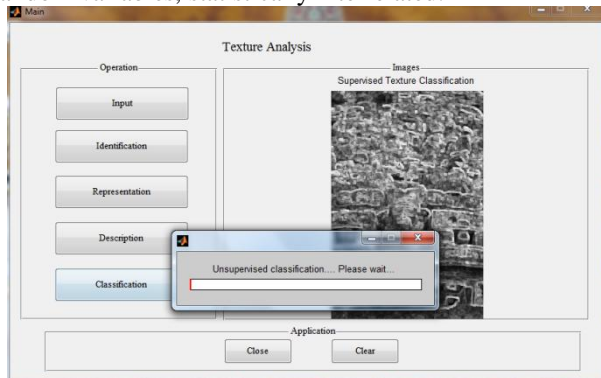 Main
Texture Analysis
Operation
Images
Supervised Texture Classification
Input
Identification
Representation
Description
Classification
Unsupervised classification.... Please wait...
Application
Close
Clear